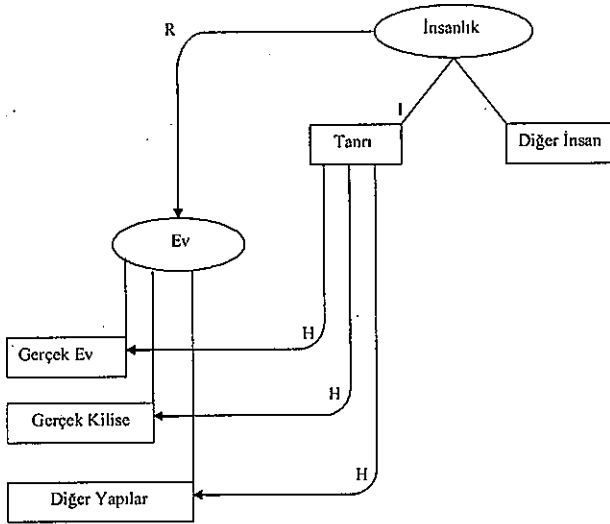 R
İnsanlık
I
Tanrı
Diğer İnsan
Ev
H
Gerçek Ev
H
Gerçek Kilise
H
Diğer Yapılar